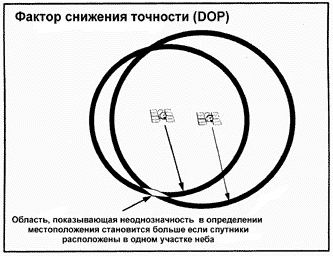 Фактор снижения точности (DOP)
Область, показывающая неоднозначность в определении
местоположения становится больше если спутники
расположены в одном участке неба